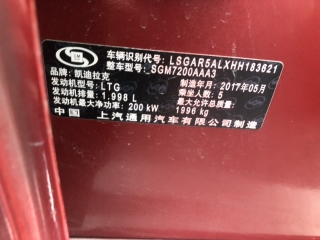 车辆识别代号: LSGAR5ALXHH183621
整车型号: SGM7200AAA3
品牌: 凯迪拉克 制造年月: 2017年05月
发动机型号: LTG 乘坐人数: 5
发动机排量: 1.998 L 最大允许总质量:
发动机最大净功率: 200 kW 1996 kg
中国 上汽通用汽车有限公司制造